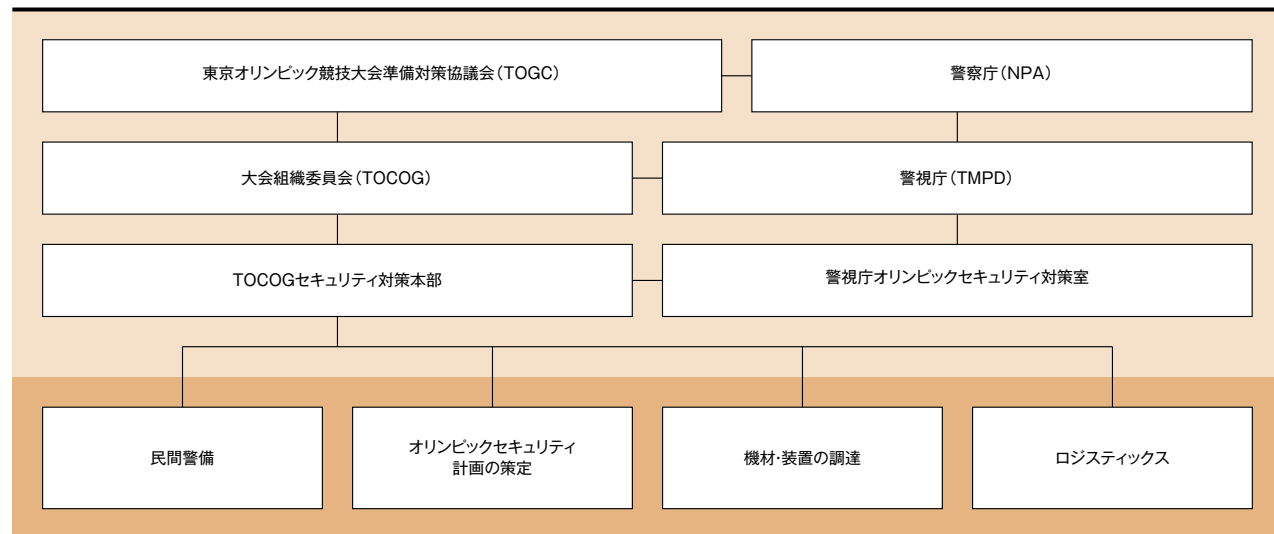 東京オリンピック競技大会準備対策協議会（TOGC）
警察庁（NPA）
大会組織委員会（TOCOG）
警視庁（TMPD）
TOCOGセキュリティ対策本部
警視庁オリンピックセキュリティ対策室
民間警備
オリンピックセキュリティ
計画の策定
機材・装置の調達
ロジスティックス